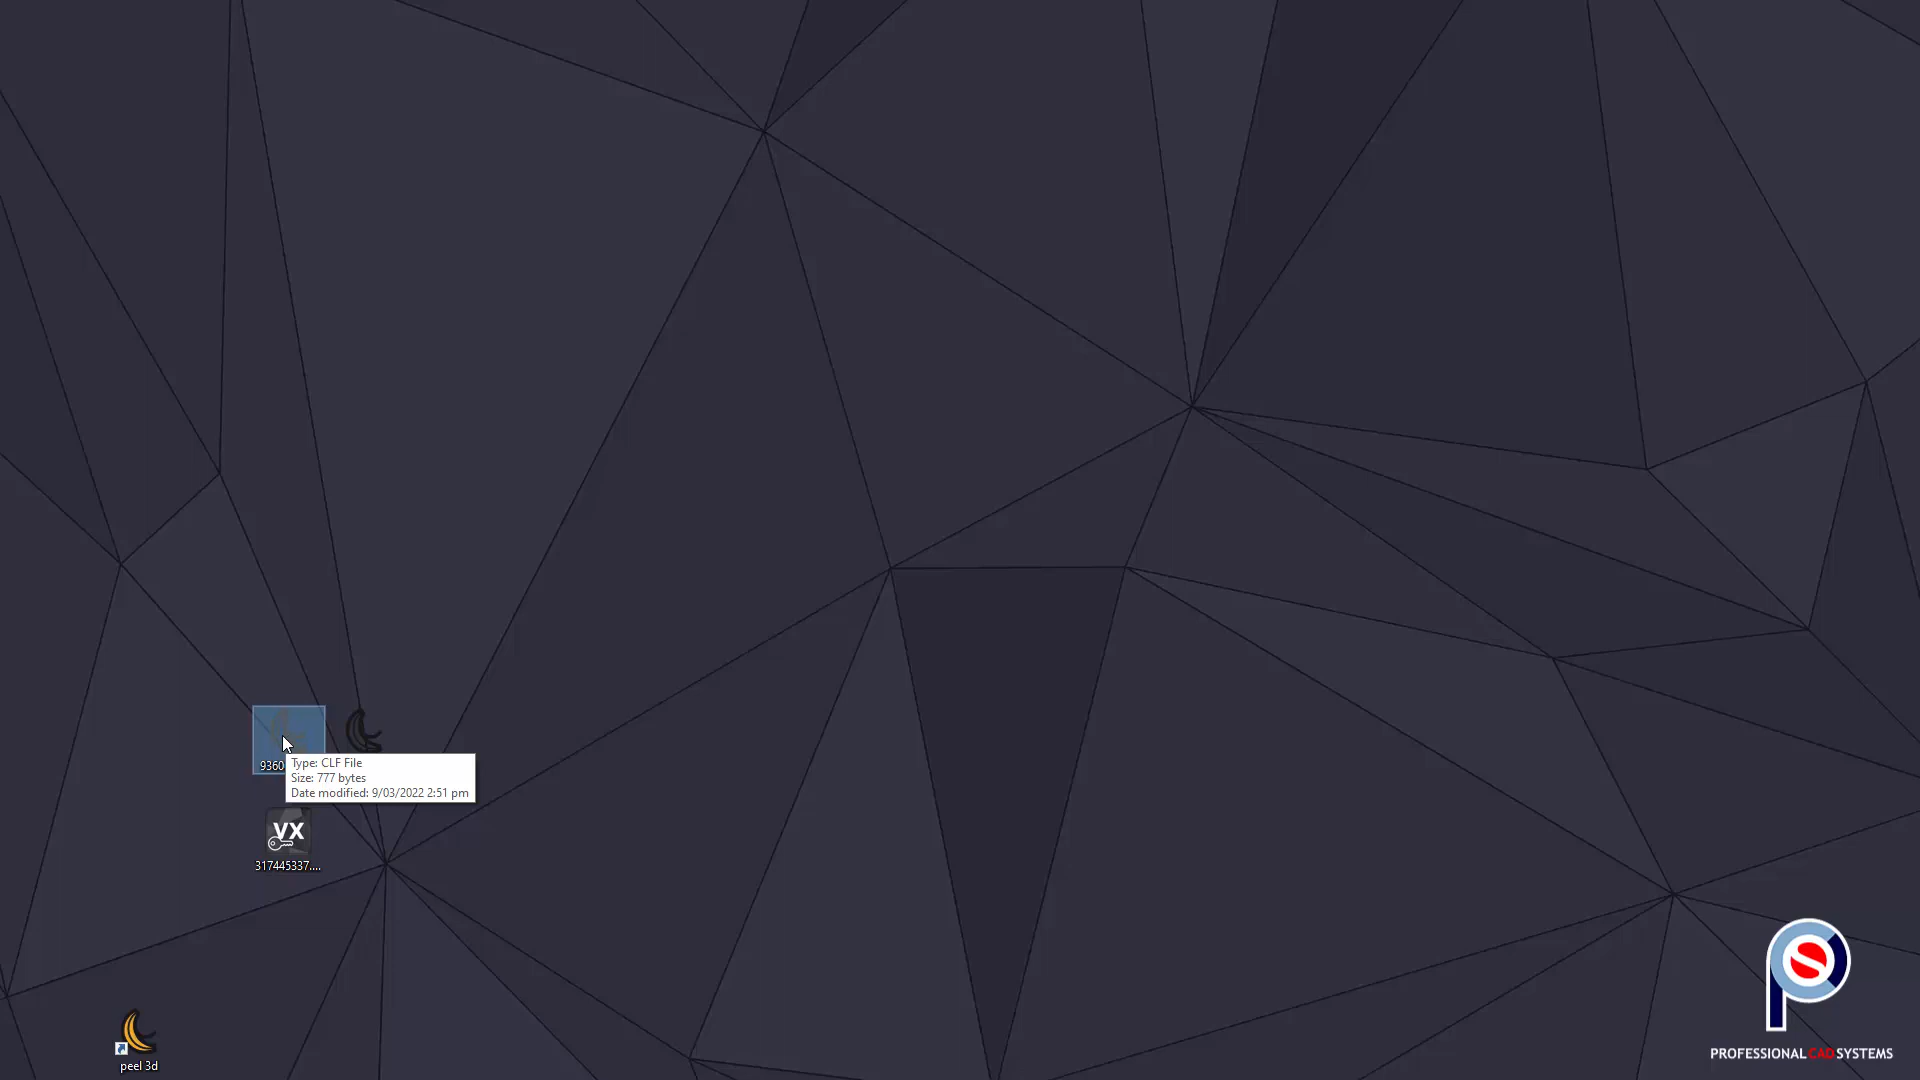 9360
Type: CLF File
Size: 777 bytes
Date modified: 9/03/2022 2:51 pm
VX
317445337....
peel 3d
PROFESSIONAL CAD SYSTEMS